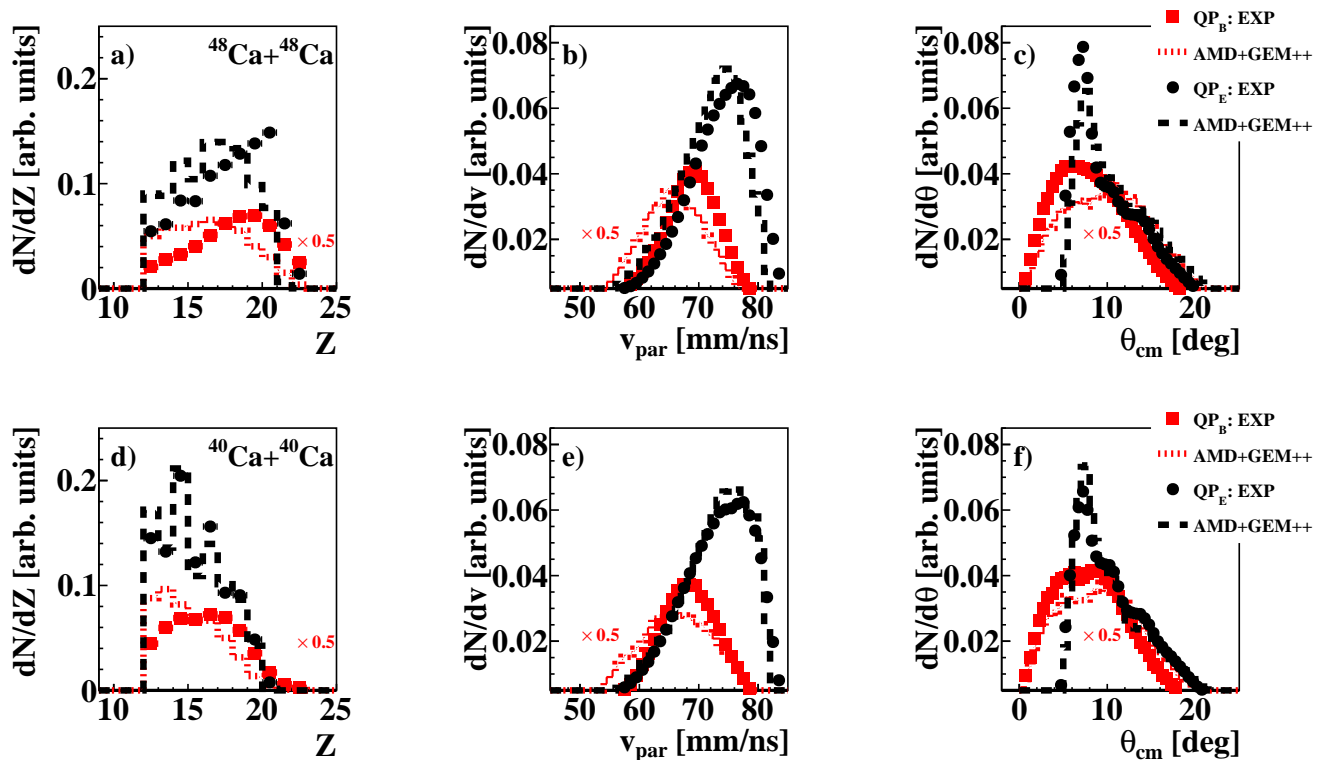 a) ⁴⁸Ca+⁴⁸Ca
dN/dZ [arb. units]
0.2
0.1
0
× 0.5
10 15 20 25
Z
b)
dN/dv [arb. units]
0.08
0.06
0.04
0.02
× 0.5
50 60 70 80
v_par [mm/ns]
c)
dN/dθ [arb. units]
0.08
0.06
0.04
0.02
× 0.5
0 10 20
θ_cm [deg]
QP_B: EXP
AMD+GEM++
QP_E: EXP
AMD+GEM++
d) ⁴⁰Ca+⁴⁰Ca
dN/dZ [arb. units]
0.2
0.1
0
× 0.5
10 15 20 25
Z
e)
dN/dv [arb. units]
0.08
0.06
0.04
0.02
× 0.5
50 60 70 80
v_par [mm/ns]
f)
dN/dθ [arb. units]
0.08
0.06
0.04
0.02
× 0.5
0 10 20
θ_cm [deg]
QP_B: EXP
AMD+GEM++
QP_E: EXP
AMD+GEM++